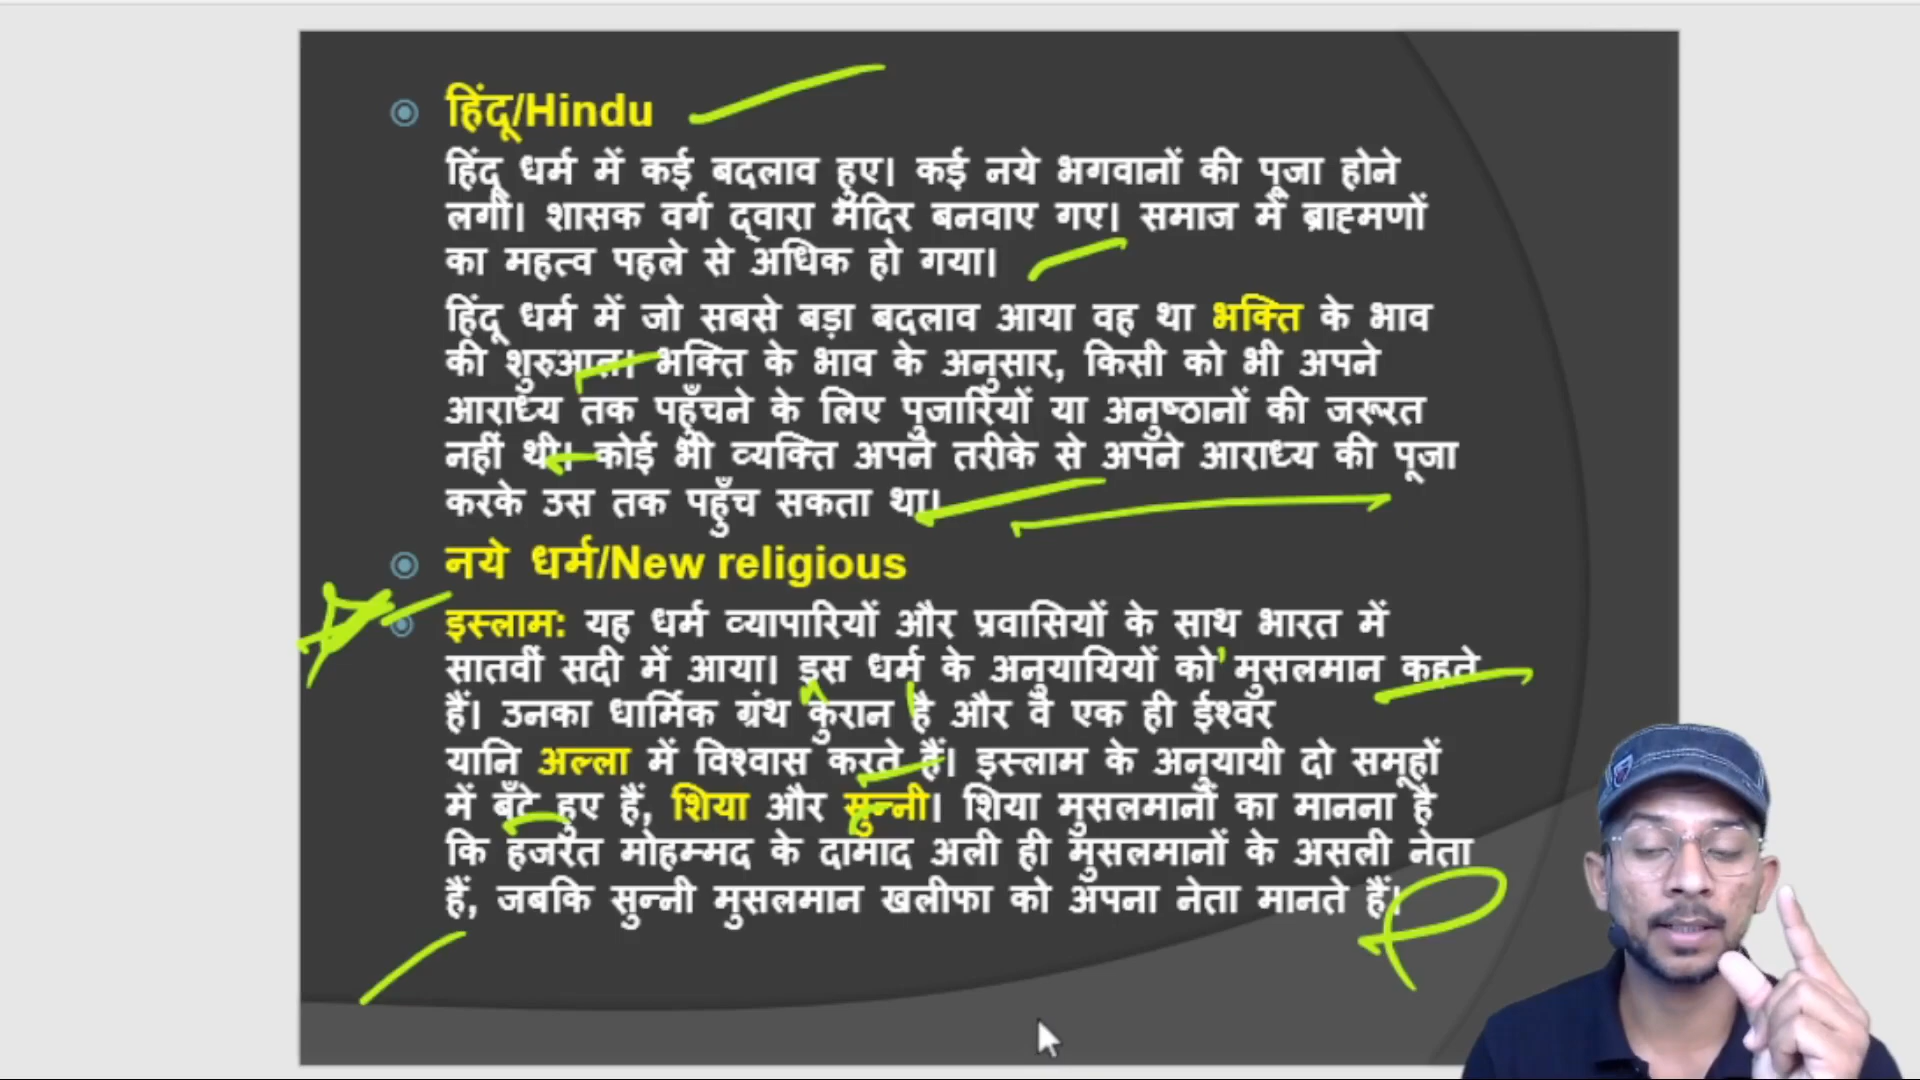 हिंदू/Hindu
हिंदू धर्म में कई बदलाव हुए। कई नये भगवानों की पूजा होने
लगी। शासक वर्ग द्वारा मंदिर बनवाए गए। समाज में ब्राह्मणों
का महत्व पहले से अधिक हो गया।
हिंदू धर्म में जो सबसे बड़ा बदलाव आया वह था भक्ति के भाव
की शुरुआत। भक्ति के भाव के अनुसार, किसी को भी अपने
आराध्य तक पहुँचने के लिए पुजारियों या अनुष्ठानों की जरूरत
नहीं थी। कोई भी व्यक्ति अपने तरीके से अपने आराध्य की पूजा
करके उस तक पहुँच सकता था।
नये धर्म/New religious
इस्लाम: यह धर्म व्यापारियों और प्रवासियों के साथ भारत में
सातवीं सदी में आया। इस धर्म के अनुयायियों को मुसलमान कहते
हैं। उनका धार्मिक ग्रंथ कुरान है और वे एक ही ईश्वर
यानि अल्ला में विश्वास करते हैं। इस्लाम के अनुयायी दो समूहों
में बँटे हुए हैं, शिया और सुन्नी। शिया मुसलमानों का मानना है
कि हजरत मोहम्मद के दामाद अली ही मुसलमानों के असली नेता
हैं, जबकि सुन्नी मुसलमान खलीफा को अपना नेता मानते हैं।